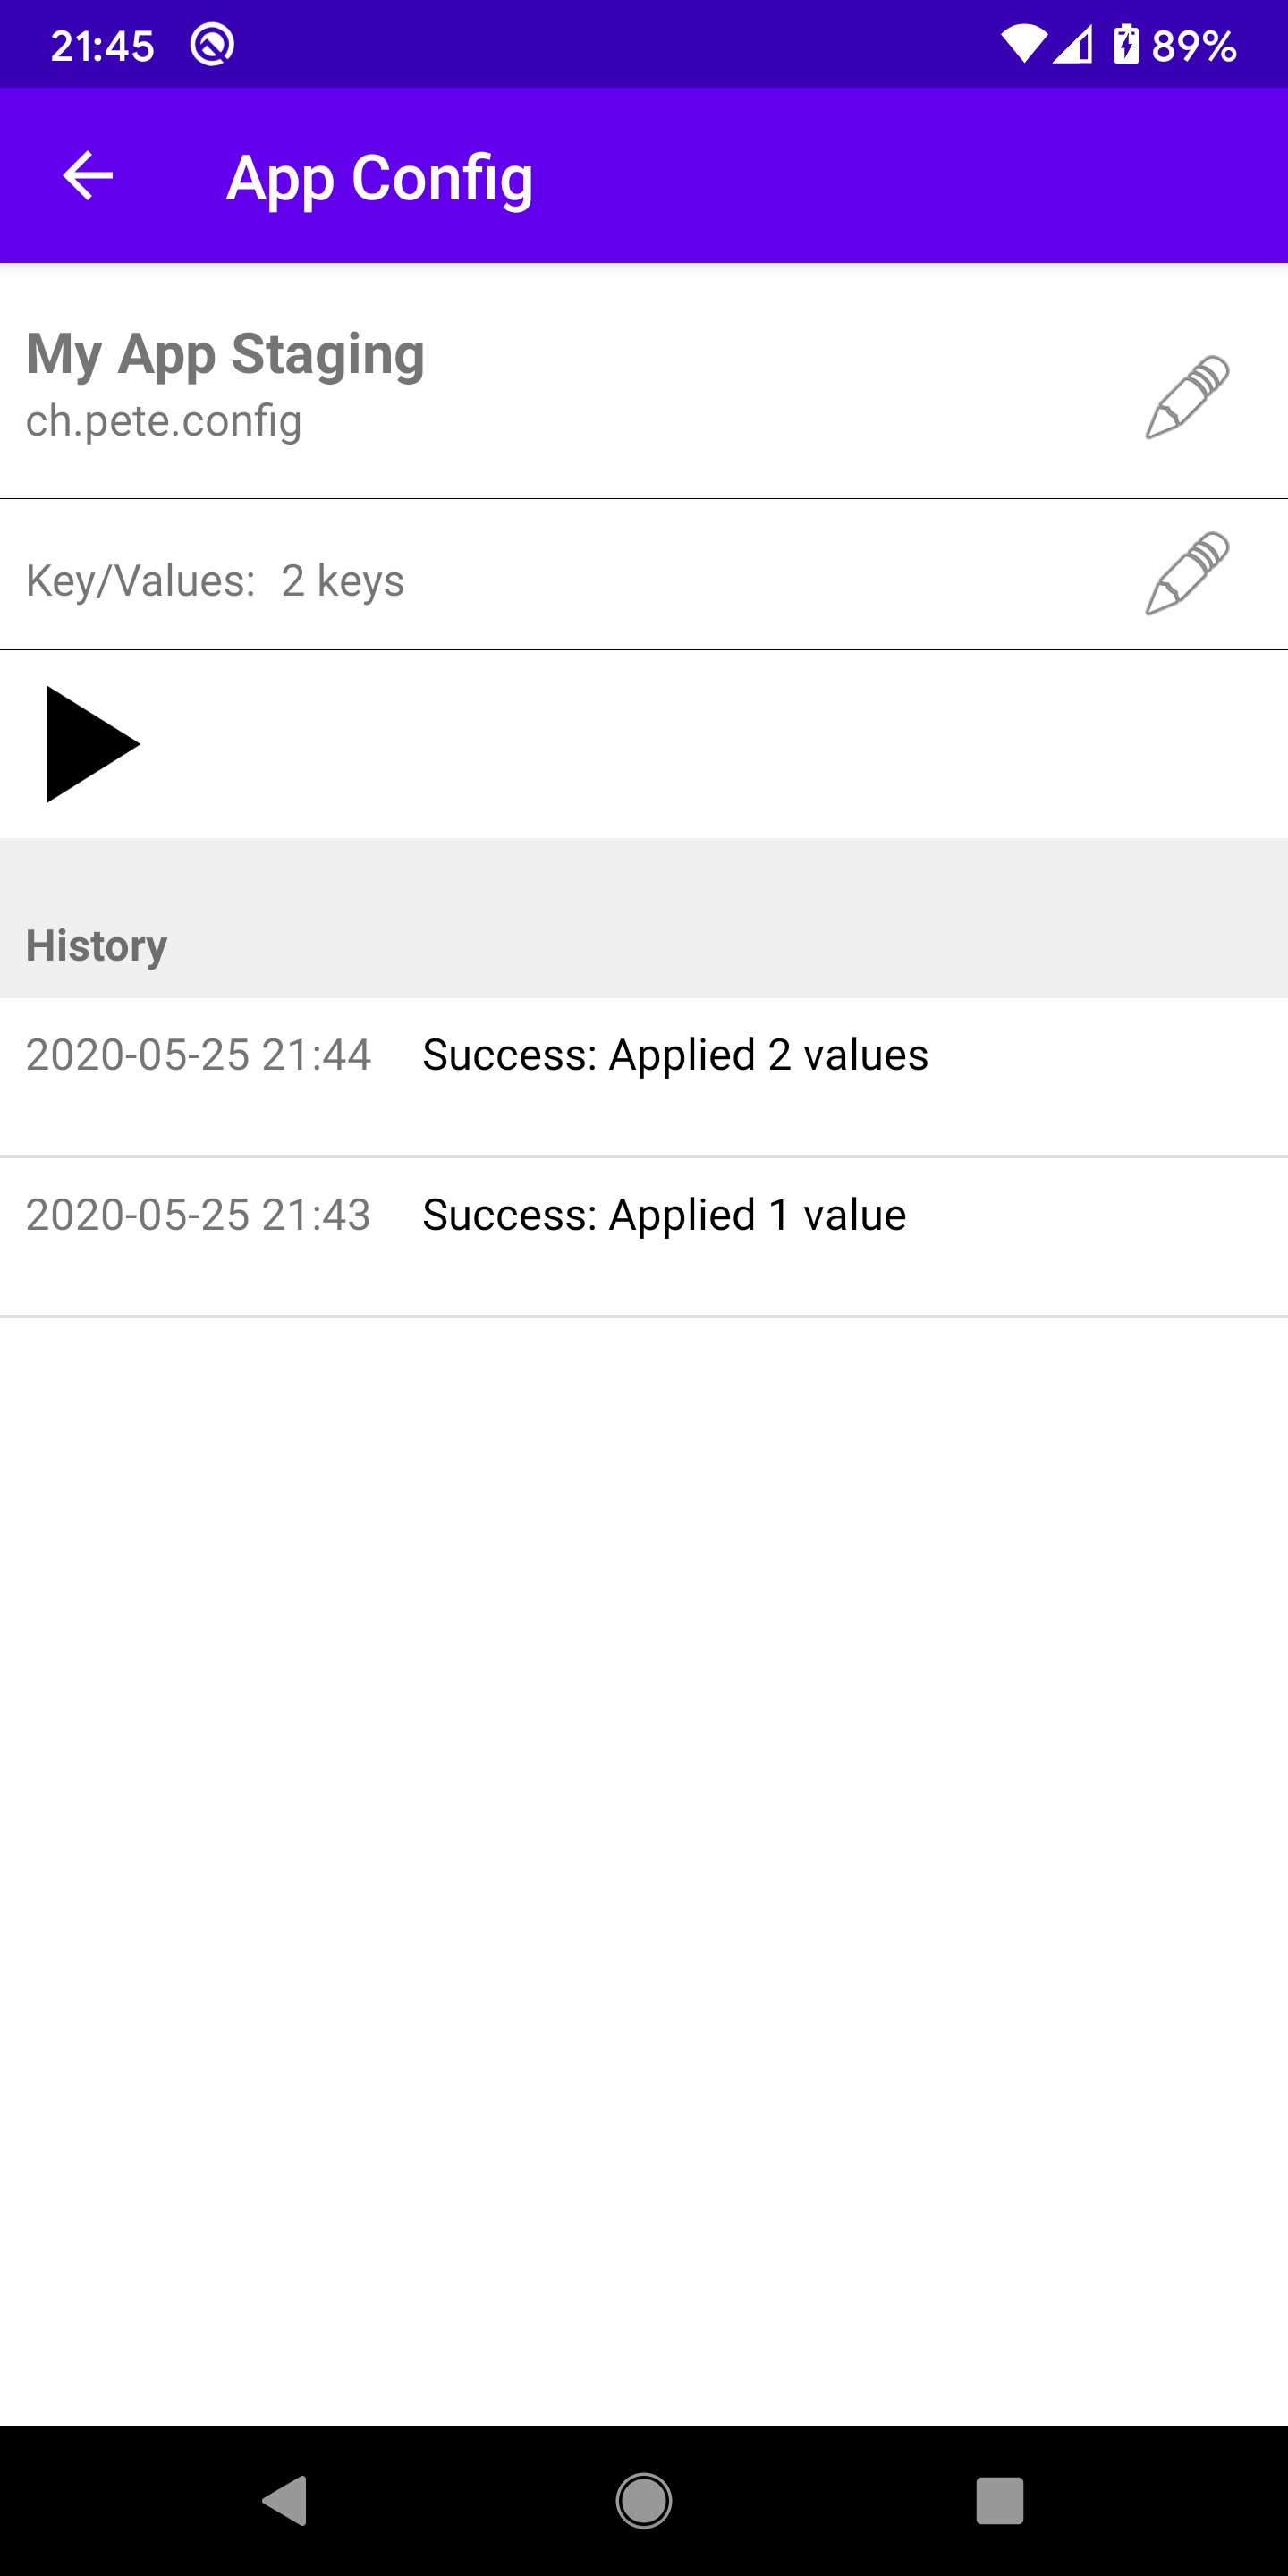 21:45 89%
App Config
My App Staging
ch.pete.config
Key/Values: 2 keys
History
2020-05-25 21:44 Success: Applied 2 values
2020-05-25 21:43 Success: Applied 1 value